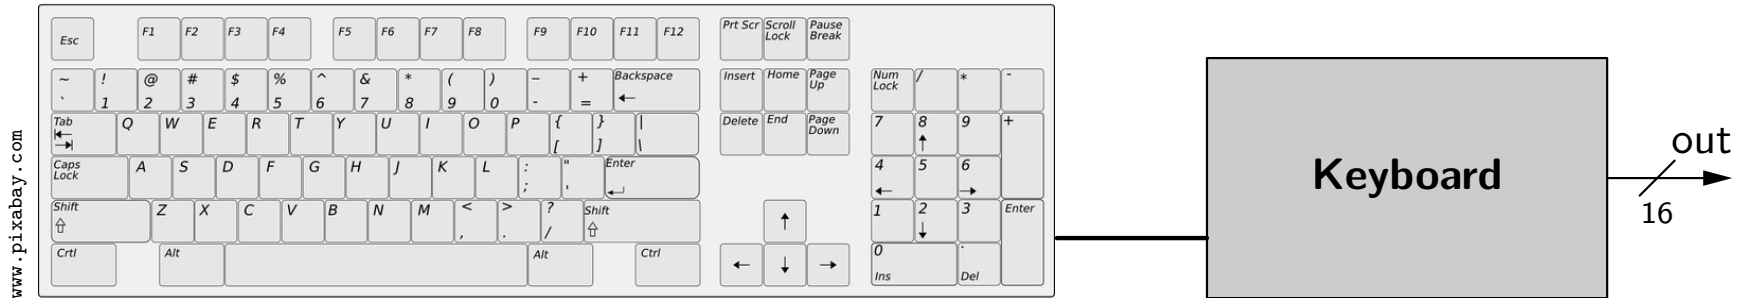 www.pixabay.com
Esc F1 F2 F3 F4 F5 F6 F7 F8 F9 F10 F11 F12 Prt Scr Scroll Lock Pause Break
~ ` ! 1 @ 2 # 3 $ 4 % 5 ^ 6 & 7 * 8 ( 9 ) 0 – - + = Backspace ← Insert Home Page Up Num Lock / * -
Tab Q W E R T Y U I O P { [ } ] | \ Delete End Page Down 7 8 ↑ 9 +
Caps Lock A S D F G H J K L : ; " ' Enter 4 ← 5 6 →
Shift Z X C V B N M < , > . ? / Shift ↑ 1 2 ↓ 3 Enter
Crtl Alt Alt Ctrl ← ↓ → 0 Ins . Del
Keyboard
out
16